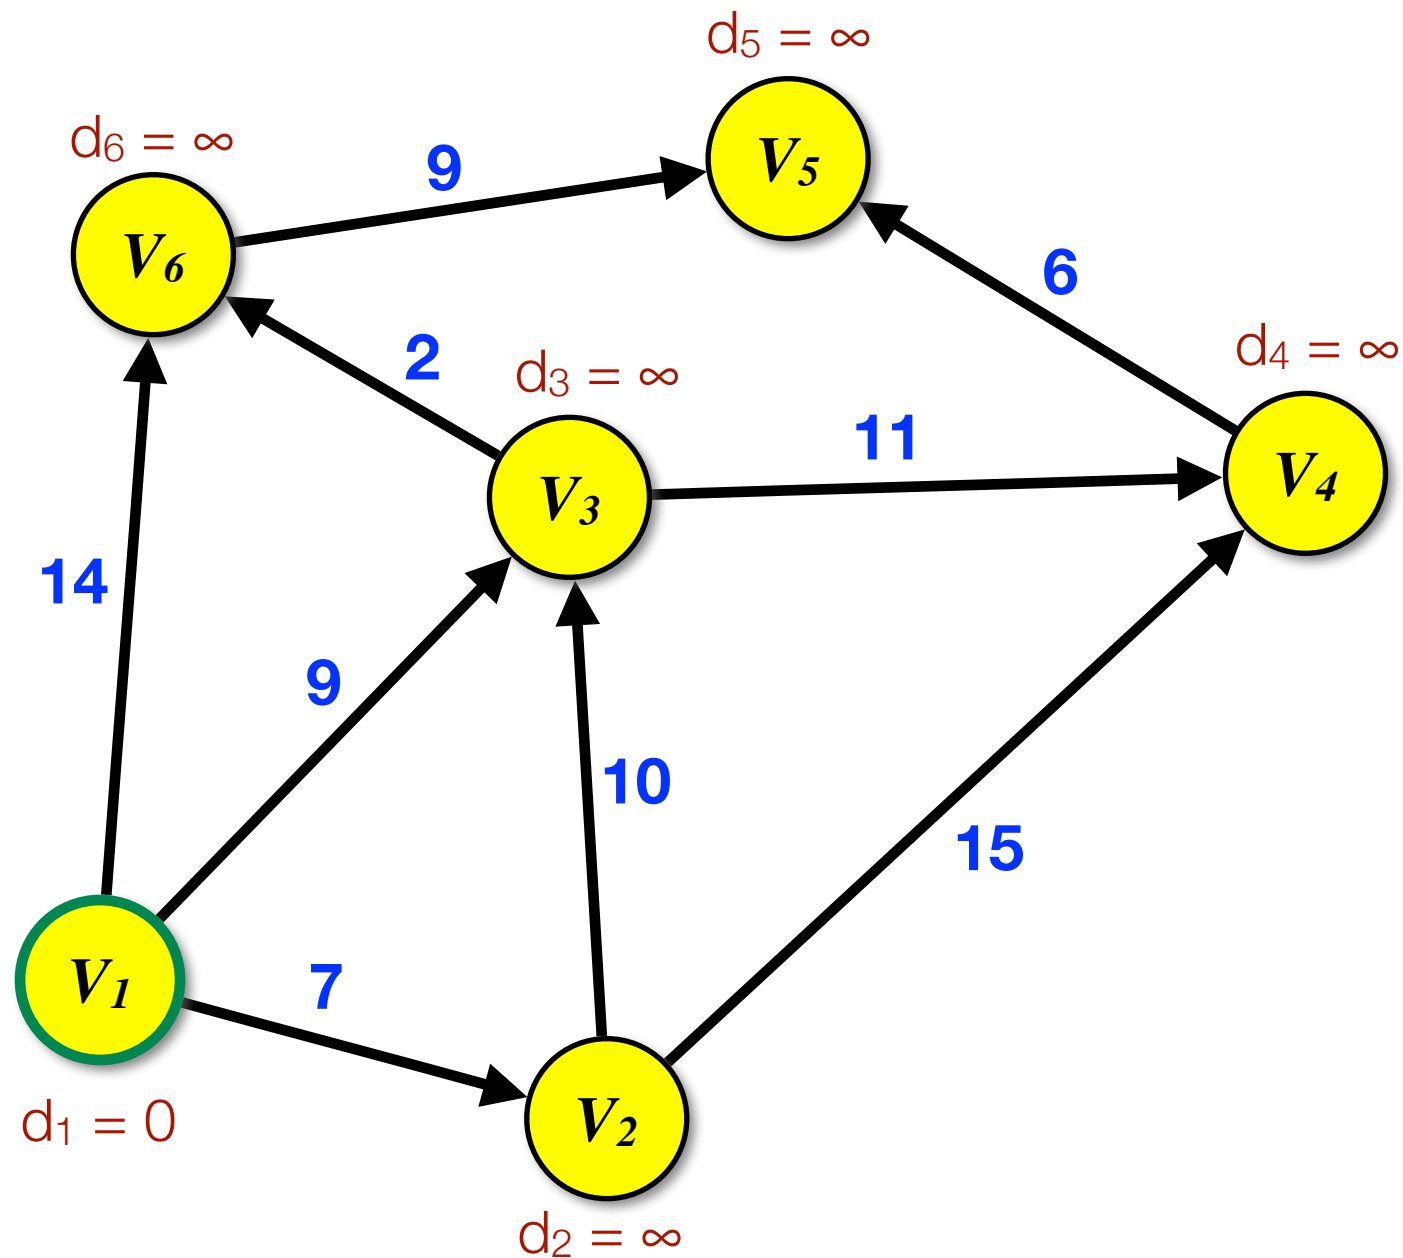 d5 = ∞
d6 = ∞
9
V5
V6
6
2
d3 = ∞
d4 = ∞
11
V3
V4
14
9
10
15
V1
7
d1 = 0
V2
d2 = ∞